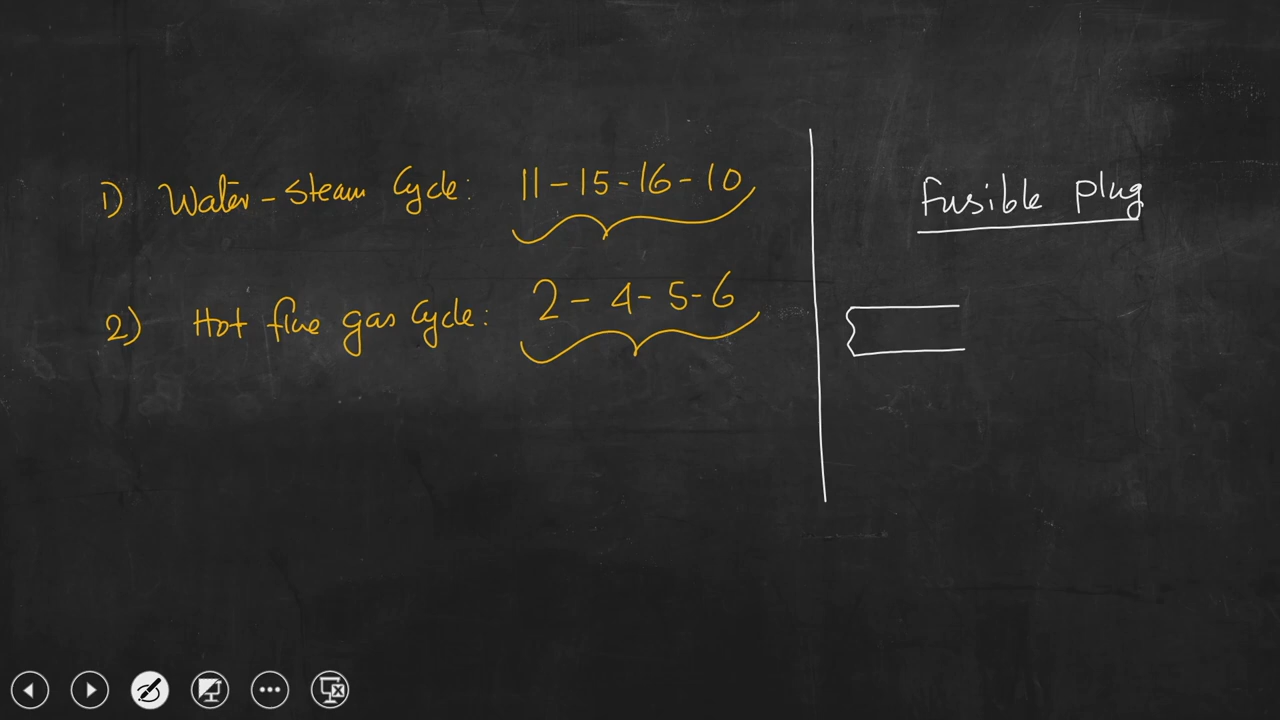 1) Water - Steam Cycle: 11 - 15 - 16 - 10
2) Hot flue gas Cycle: 2 - 4 - 5 - 6
Fusible Plug